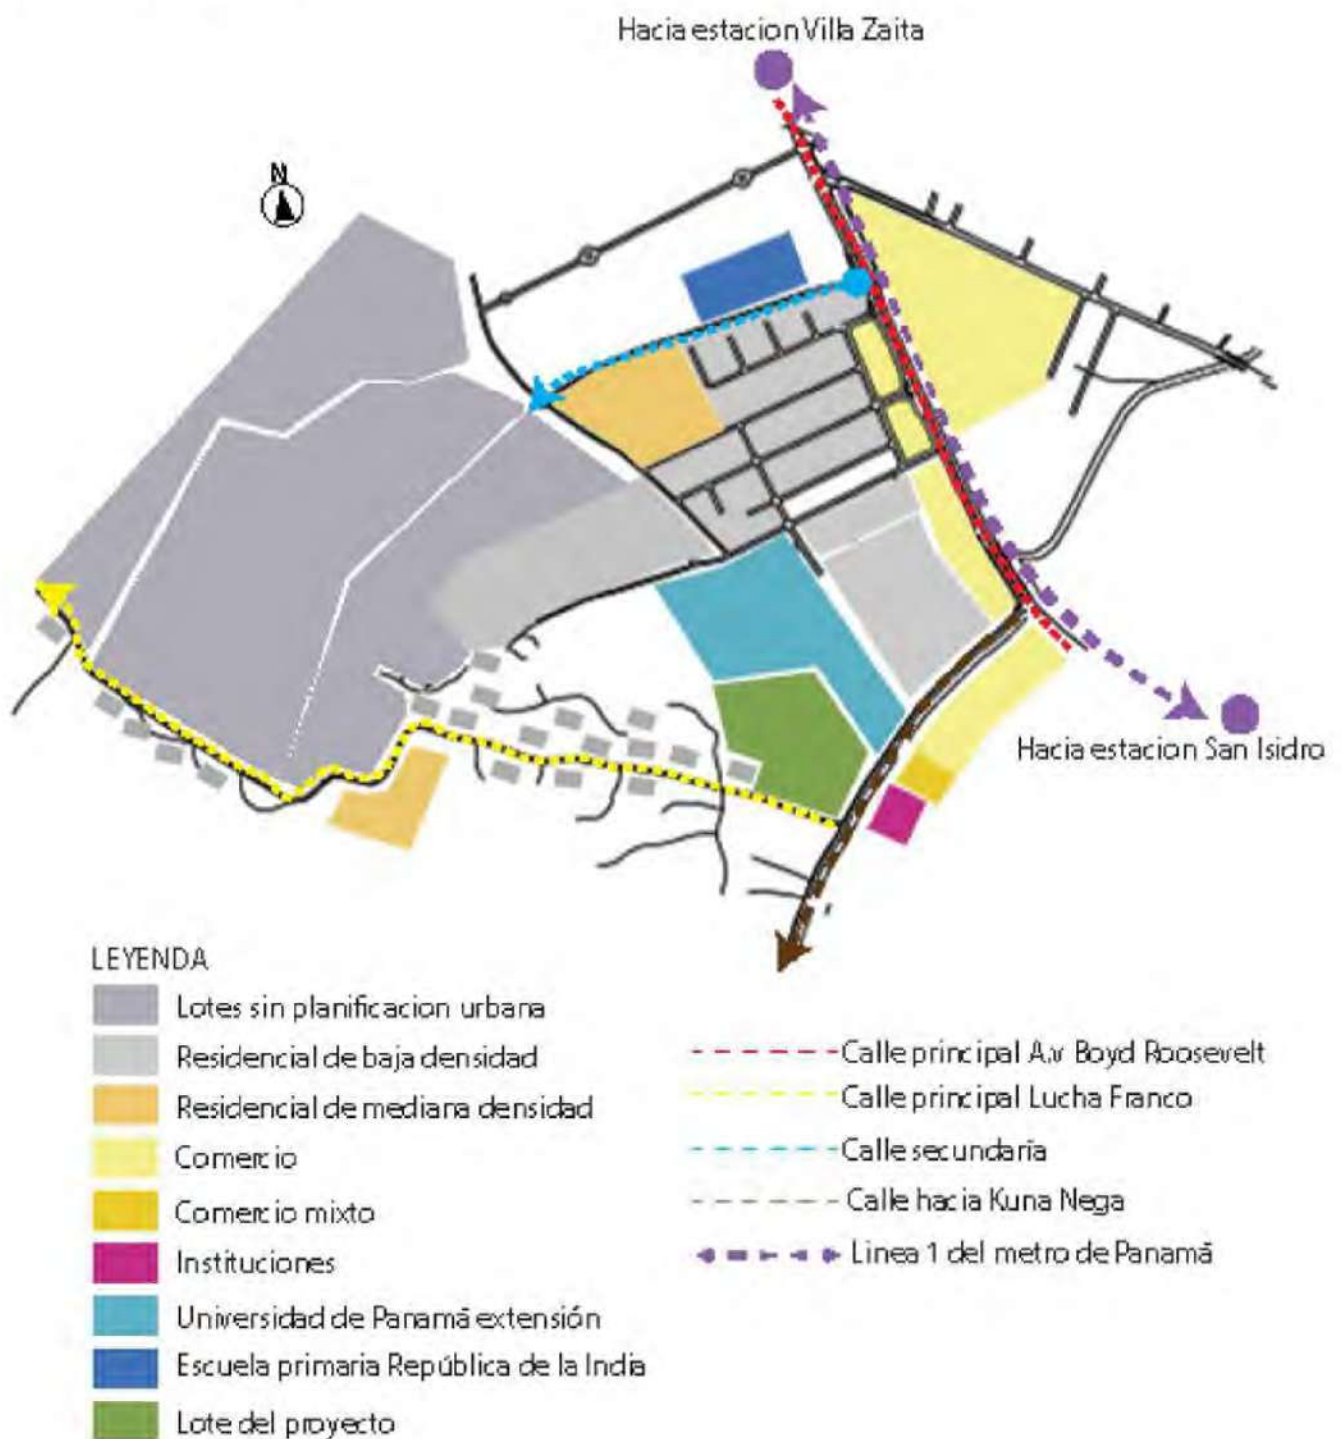 Hacia estacion Villa Zaita
N
Hacia estacion San Isidro
LEYENDA
Lotes sin planificacion urbana
Residencial de baja densidad
Residencial de mediana densidad
Comercio
Comercio mixto
Instituciones
Universidad de Panamá extensión
Escuela primaria República de la India
Lote del proyecto
Calle principal A.v Boyd Roosevelt
Calle principal Lucha Franco
Calle secundaria
Calle hacia Kuna Nega
Linea 1 del metro de Panamá